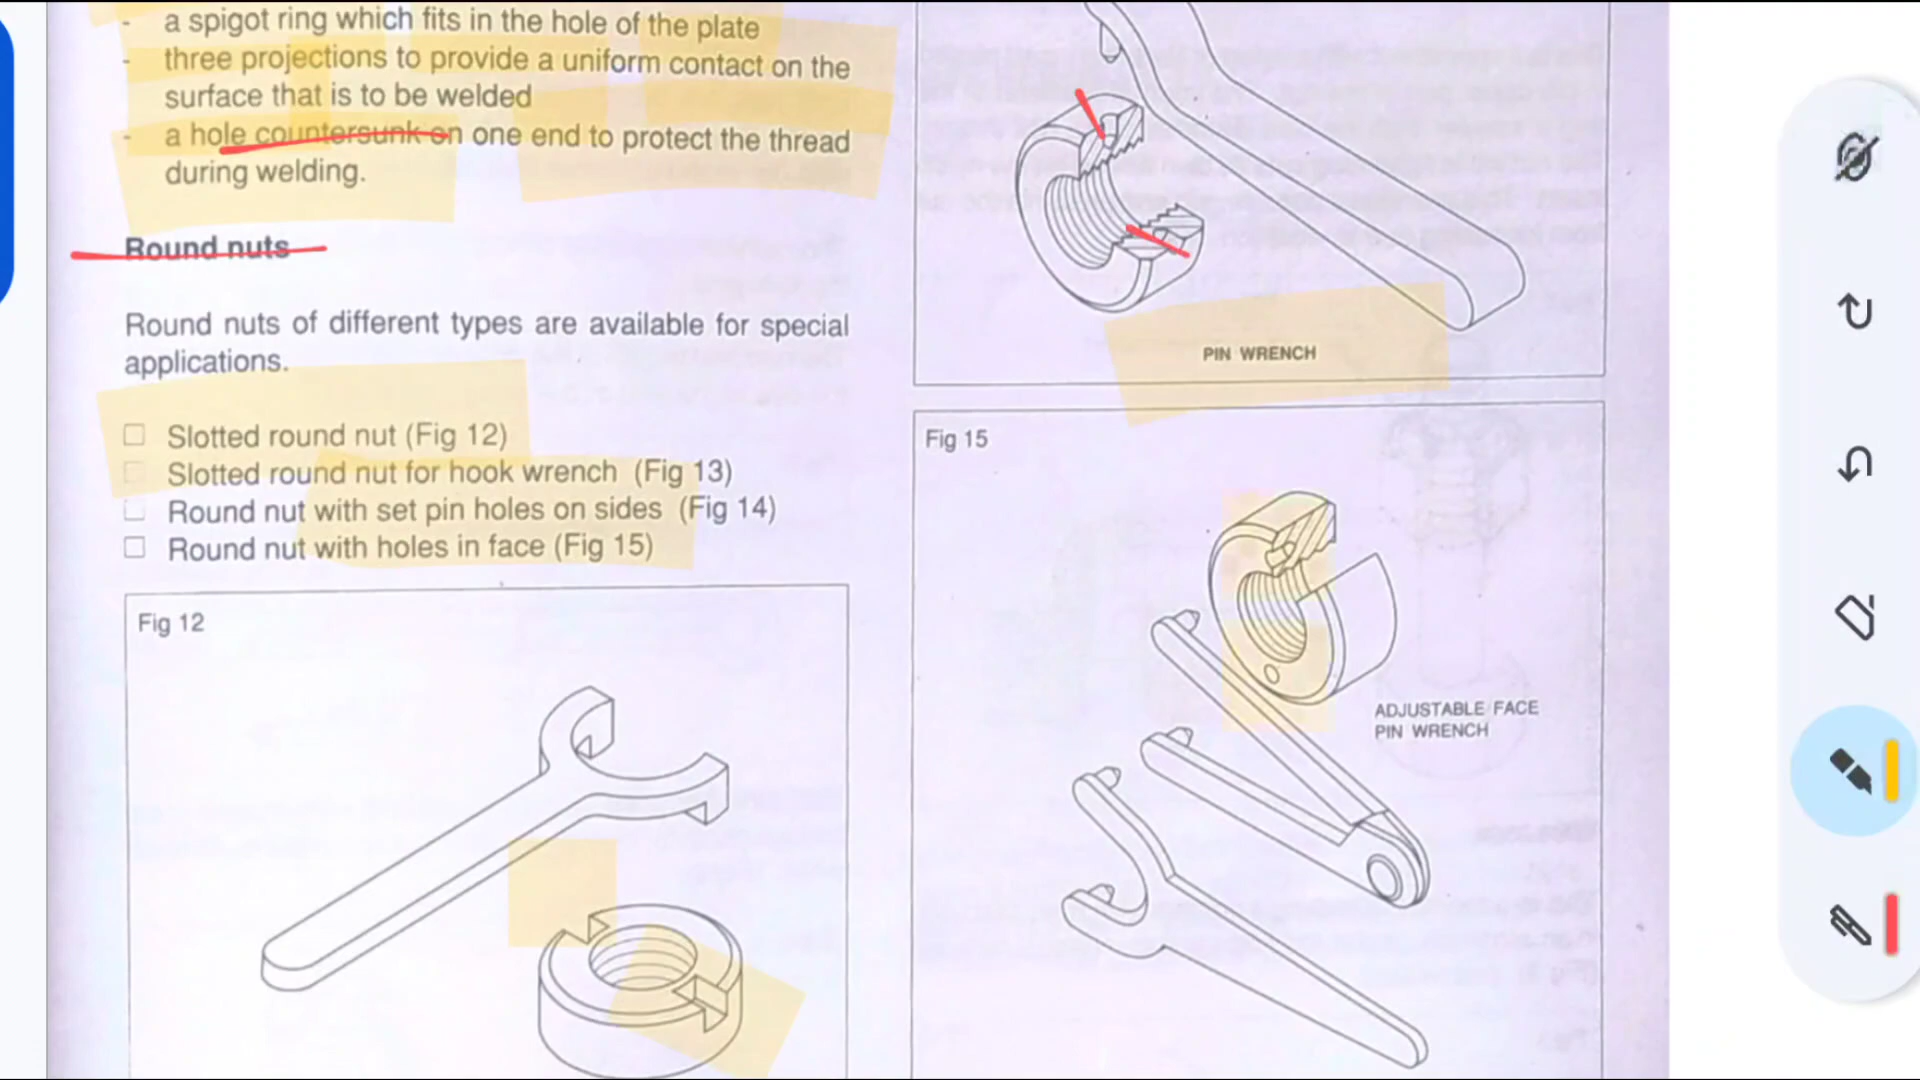 - a spigot ring which fits in the hole of the plate
- three projections to provide a uniform contact on the
surface that is to be welded
- a hole countersunk on one end to protect the thread
during welding.
Round nuts
Round nuts of different types are available for special
applications.
□ Slotted round nut (Fig 12)
□ Slotted round nut for hook wrench (Fig 13)
□ Round nut with set pin holes on sides (Fig 14)
□ Round nut with holes in face (Fig 15)
Fig 12
PIN WRENCH
Fig 15
ADJUSTABLE FACE
PIN WRENCH